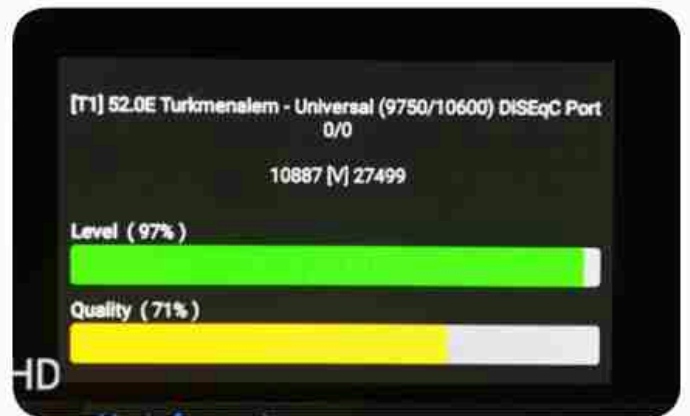 [T1] 52.0E Turkmenalem - Universal (9750/10600) DiSEqC Port
0/0
10887 [V] 27499
Level ( 97% )
Quality ( 71% )
HD